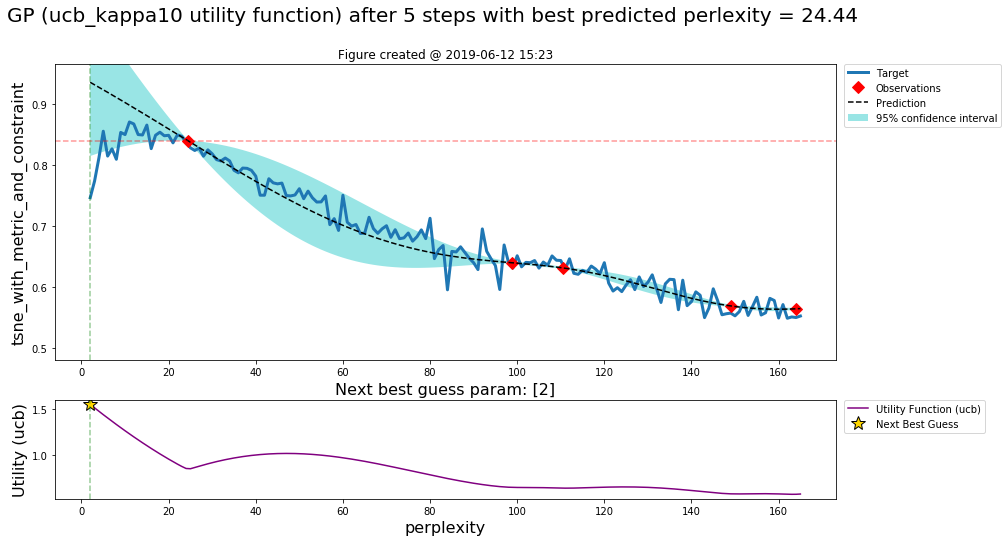 GP (ucb_kappa10 utility function) after 5 steps with best predicted perlexity = 24.44
Figure created @ 2019-06-12 15:23
tsne_with_metric_and_constraint
0.9
0.8
0.7
0.6
0.5
0 20 40 60 80 100 120 140 160
Target
Observations
Prediction
95% confidence interval
Next best guess param: [2]
Utility (ucb)
1.5
1.0
0 20 40 60 80 100 120 140 160
perplexity
Utility Function (ucb)
Next Best Guess